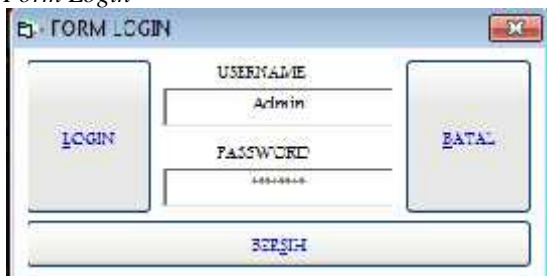 Form Login
FORM LOGIN
USERNAME
Admin
LOGIN
BATAL
PASSWORD
********
BERSIH